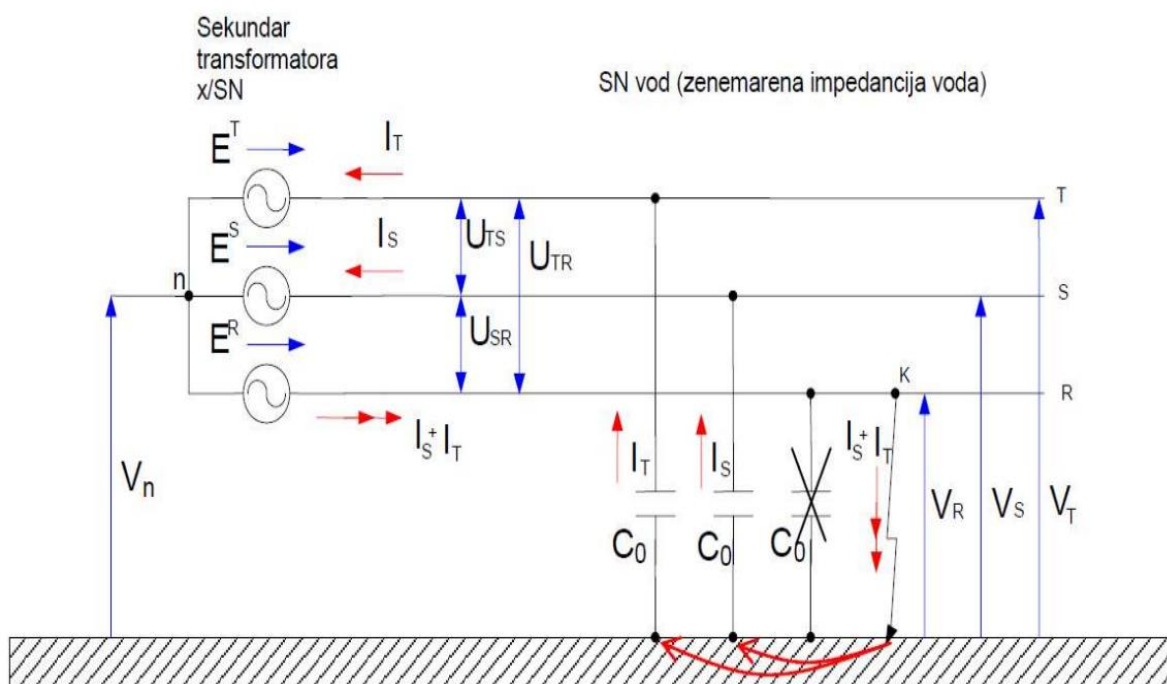 Sekundar
transformatora
x/SN
SN vod (zenemarena impedancija voda)
E^T
I_T
T
E^S
I_S
U_TS
U_TR
n
S
E^R
U_SR
K
R
I_S+I_T
V_n
I_T
I_S
I_S+I_T
V_R
V_S
V_T
C_0
C_0
C_0